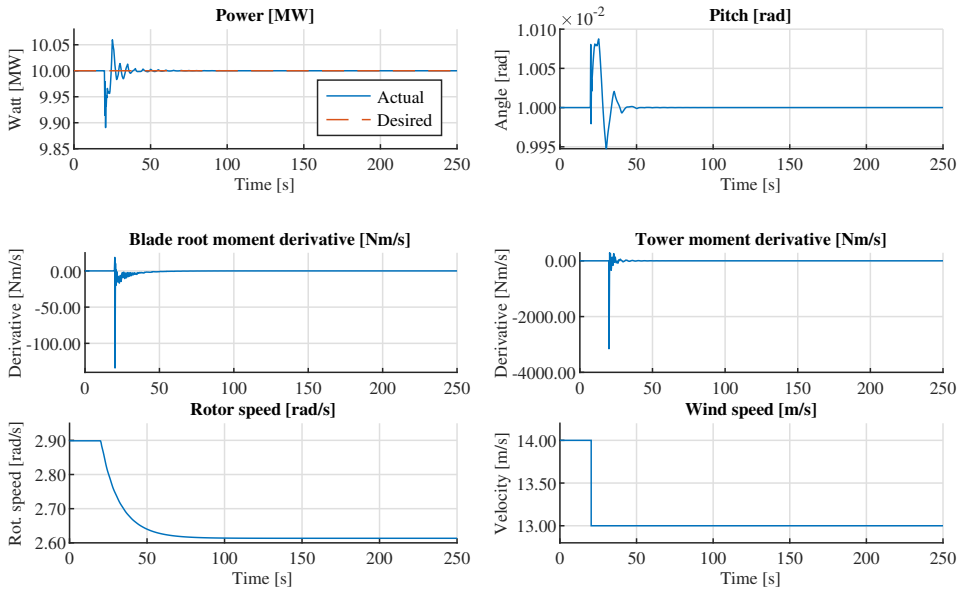 Power [MW]
Watt [MW]
10.05
10.00
9.95
9.90
9.85
Actual
Desired
0 50 100 150 200 250
Time [s]
Pitch [rad]
× 10^-2
Angle [rad]
1.010
1.005
1.000
0.995
0 50 100 150 200 250
Time [s]
Blade root moment derivative [Nm/s]
Derivative [Nm/s]
0.00
-50.00
-100.00
0 50 100 150 200 250
Tower moment derivative [Nm/s]
Derivative [Nm/s]
0.00
-2000.00
-4000.00
0 50 100 150 200 250
Rotor speed [rad/s]
Rot. speed [rad/s]
2.90
2.80
2.70
2.60
0 50 100 150 200 250
Time [s]
Wind speed [m/s]
Velocity [m/s]
14.00
13.50
13.00
0 50 100 150 200 250
Time [s]